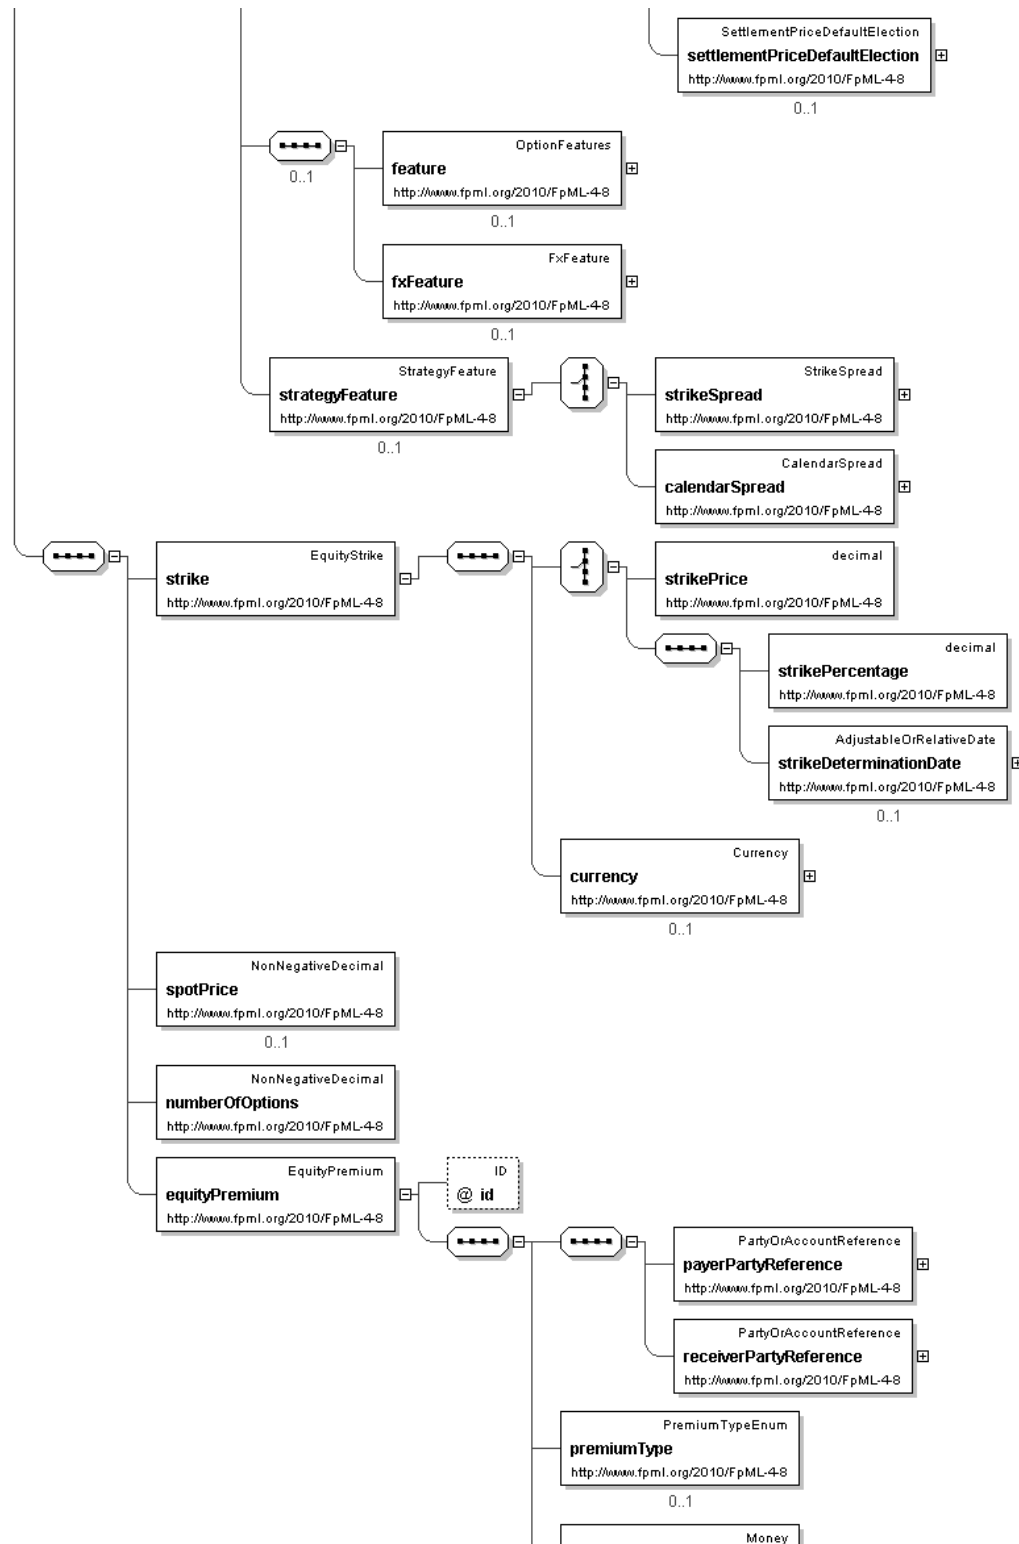 SettlementPriceDefaultElection
settlementPriceDefaultElection
http://www.fpml.org/2010/FpML-4-8
0..1
OptionFeatures
feature
http://www.fpml.org/2010/FpML-4-8
0..1
0..1
FxFeature
fxFeature
http://www.fpml.org/2010/FpML-4-8
0..1
StrategyFeature
strategyFeature
http://www.fpml.org/2010/FpML-4-8
0..1
StrikeSpread
strikeSpread
http://www.fpml.org/2010/FpML-4-8
CalendarSpread
calendarSpread
http://www.fpml.org/2010/FpML-4-8
EquityStrike
strike
http://www.fpml.org/2010/FpML-4-8
decimal
strikePrice
http://www.fpml.org/2010/FpML-4-8
decimal
strikePercentage
http://www.fpml.org/2010/FpML-4-8
AdjustableOrRelativeDate
strikeDeterminationDate
http://www.fpml.org/2010/FpML-4-8
0..1
Currency
currency
http://www.fpml.org/2010/FpML-4-8
0..1
NonNegativeDecimal
spotPrice
http://www.fpml.org/2010/FpML-4-8
0..1
NonNegativeDecimal
numberOfOptions
http://www.fpml.org/2010/FpML-4-8
EquityPremium
equityPremium
http://www.fpml.org/2010/FpML-4-8
ID
@ id
PartyOrAccountReference
payerPartyReference
http://www.fpml.org/2010/FpML-4-8
PartyOrAccountReference
receiverPartyReference
http://www.fpml.org/2010/FpML-4-8
PremiumTypeEnum
premiumType
http://www.fpml.org/2010/FpML-4-8
0..1
Money